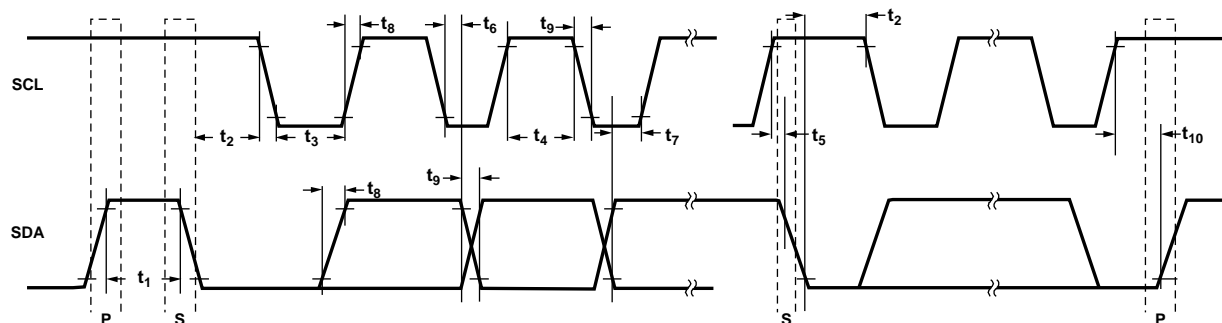 t8 t6 t9 t2
SCL
t2 t3 t4 t7 t5 t10
t9 t8
SDA
t1
P S S P